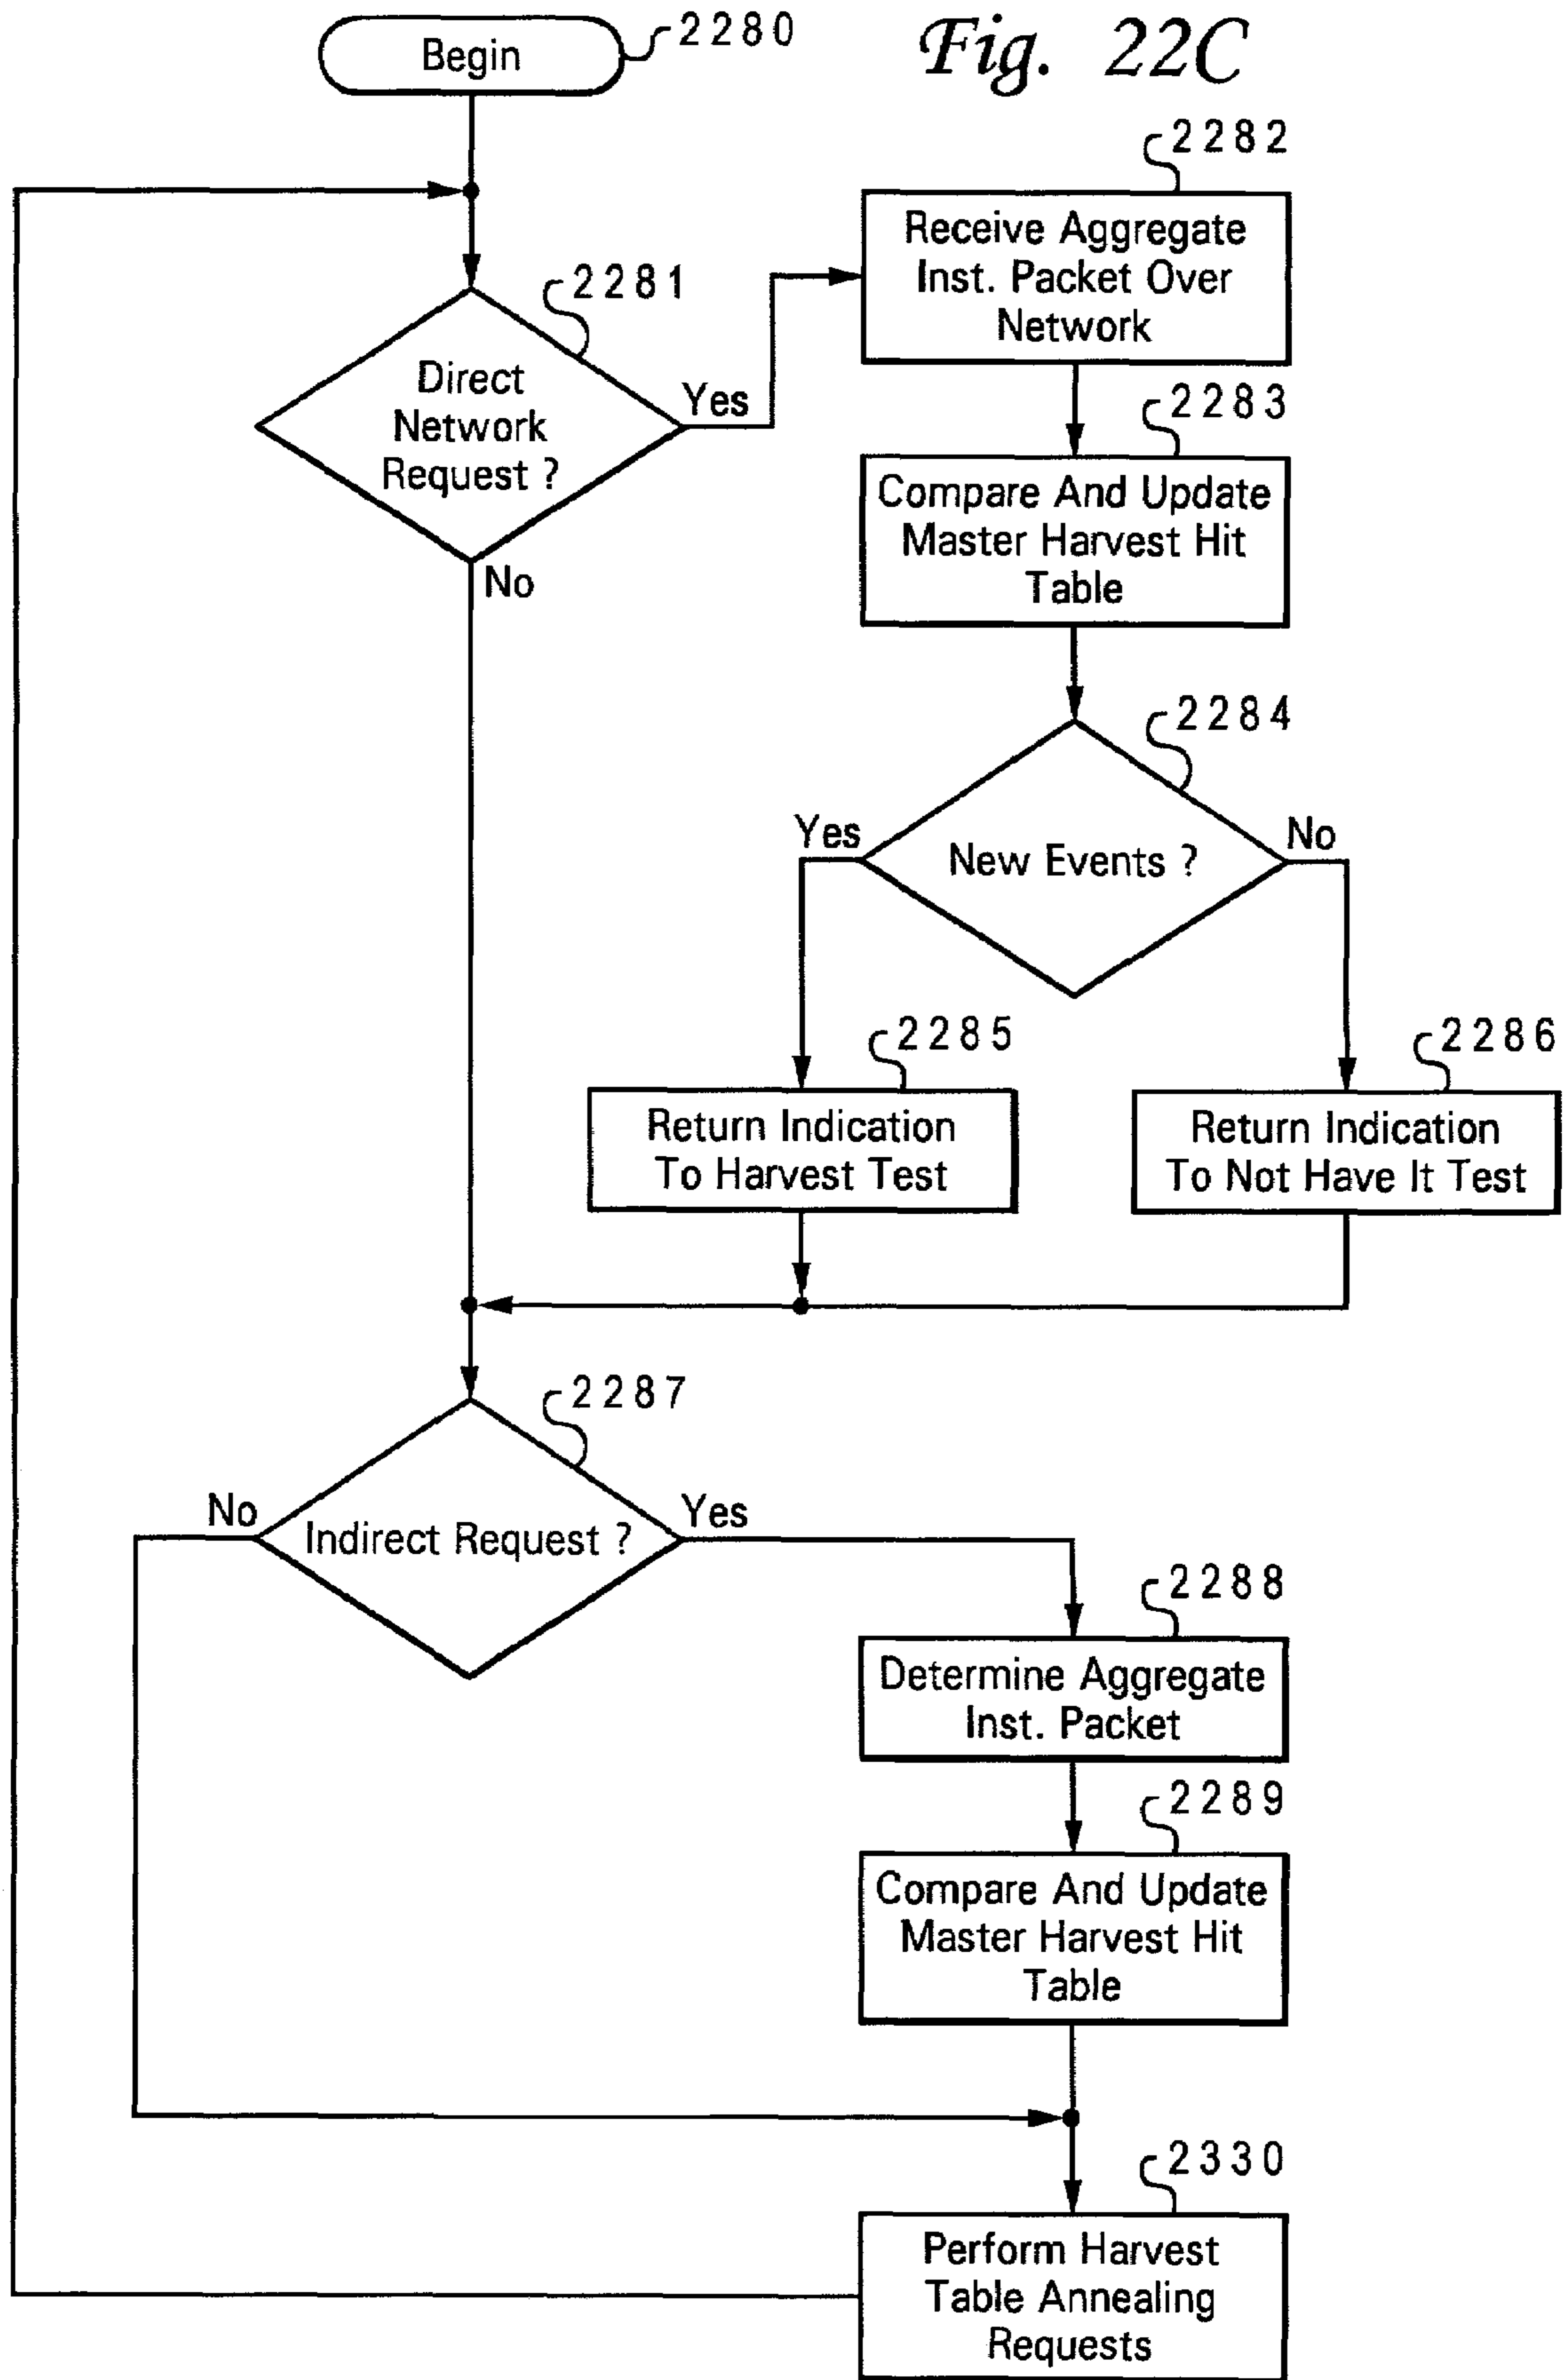 Begin
2280
Fig. 22C
2282
Receive Aggregate
Inst. Packet Over
Network
2281
Direct
Network
Request ?
Yes
No
2283
Compare And Update
Master Harvest Hit
Table
2284
New Events ?
Yes
No
2285
Return Indication
To Harvest Test
2286
Return Indication
To Not Have It Test
2287
Indirect Request ?
No
Yes
2288
Determine Aggregate
Inst. Packet
2289
Compare And Update
Master Harvest Hit
Table
2330
Perform Harvest
Table Annealing
Requests